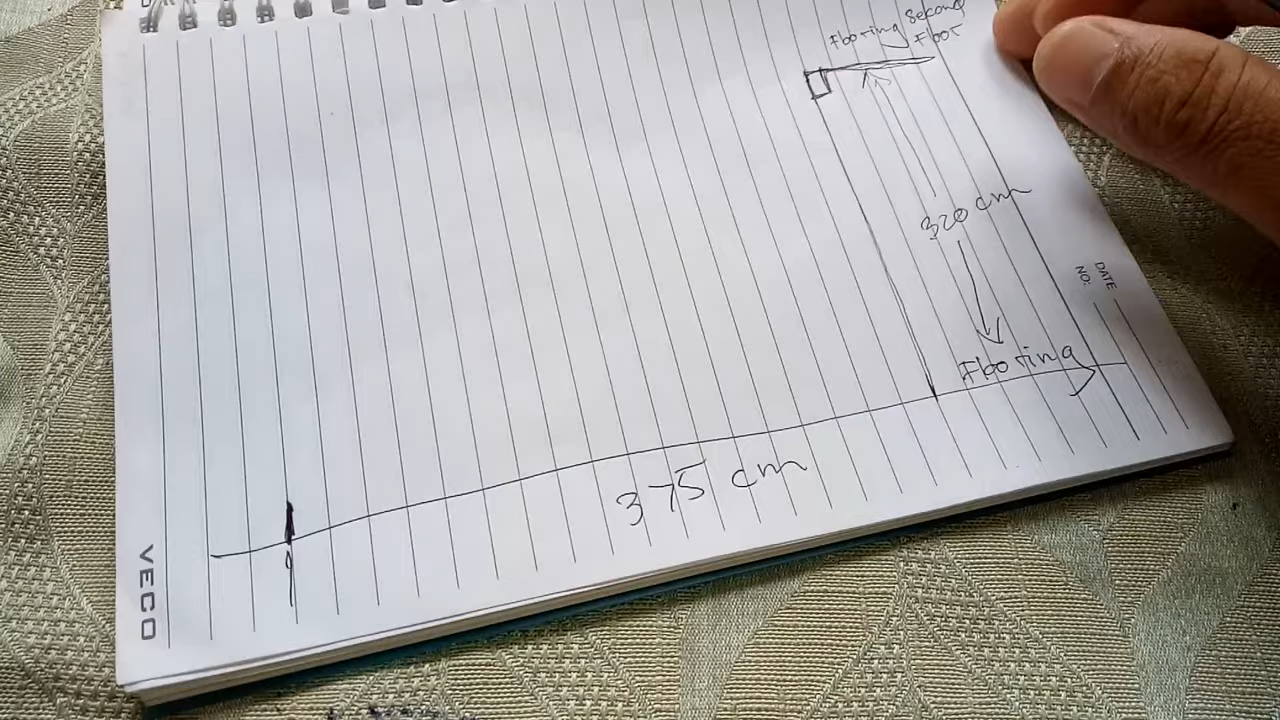 Flooring Second
Floor
320 cm
Flooring
375 cm
DATE
NO.
VECO